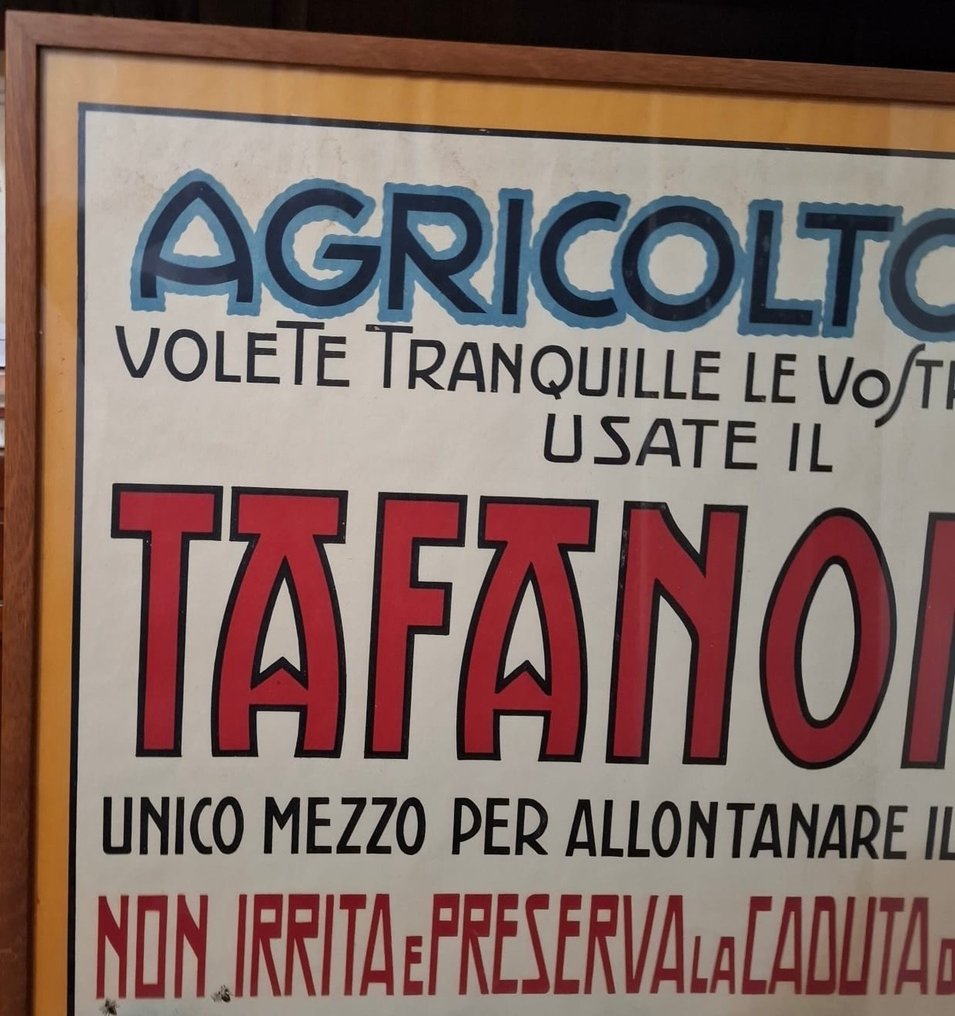 AGRICOLTO
VOLETE TRANQUILLE LE VOSTR
USATE IL
TAFANO
UNICO MEZZO PER ALLONTANARE IL
NON IRRITA E PRESERVA LA CADUTA D